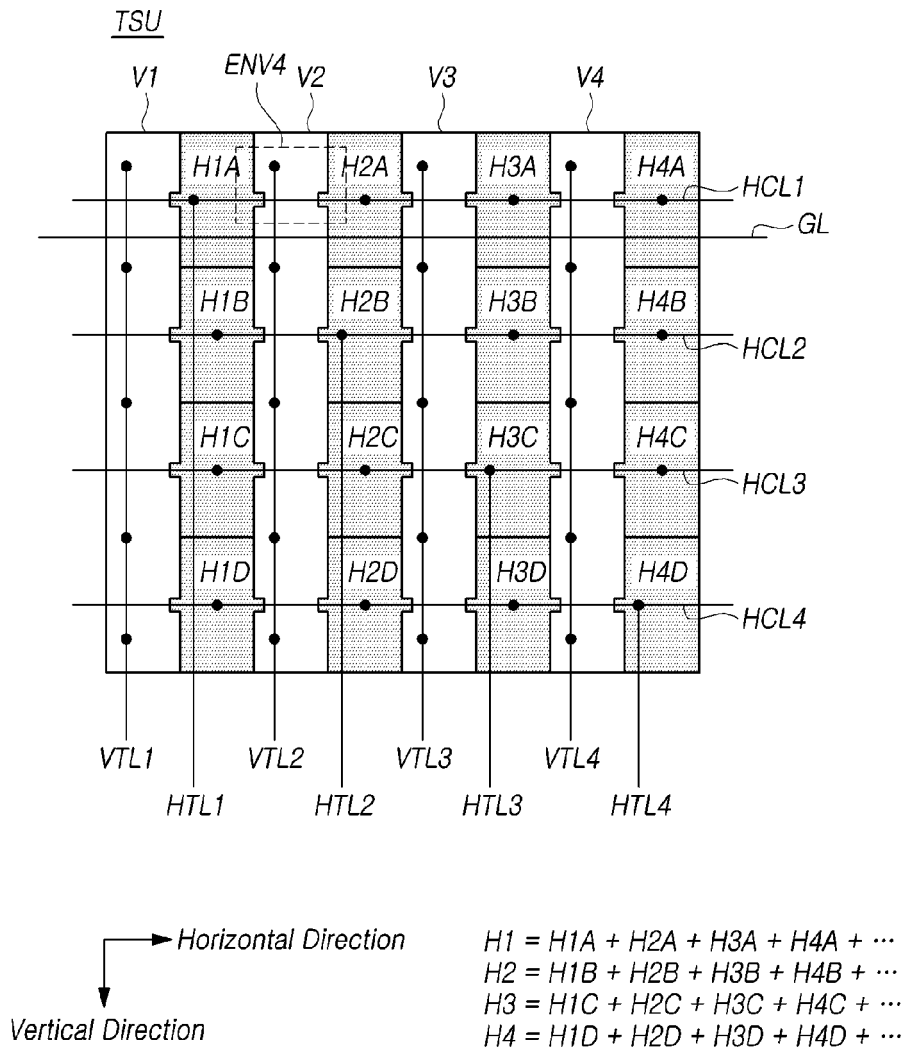 TSU
ENV4
V1 V2 V3 V4
H1A H2A H3A H4A
HCL1
GL
H1B H2B H3B H4B
HCL2
H1C H2C H3C H4C
HCL3
H1D H2D H3D H4D
HCL4
VTL1 VTL2 VTL3 VTL4
HTL1 HTL2 HTL3 HTL4
Horizontal Direction
Vertical Direction
H1 = H1A + H2A + H3A + H4A + ···
H2 = H1B + H2B + H3B + H4B + ···
H3 = H1C + H2C + H3C + H4C + ···
H4 = H1D + H2D + H3D + H4D + ···